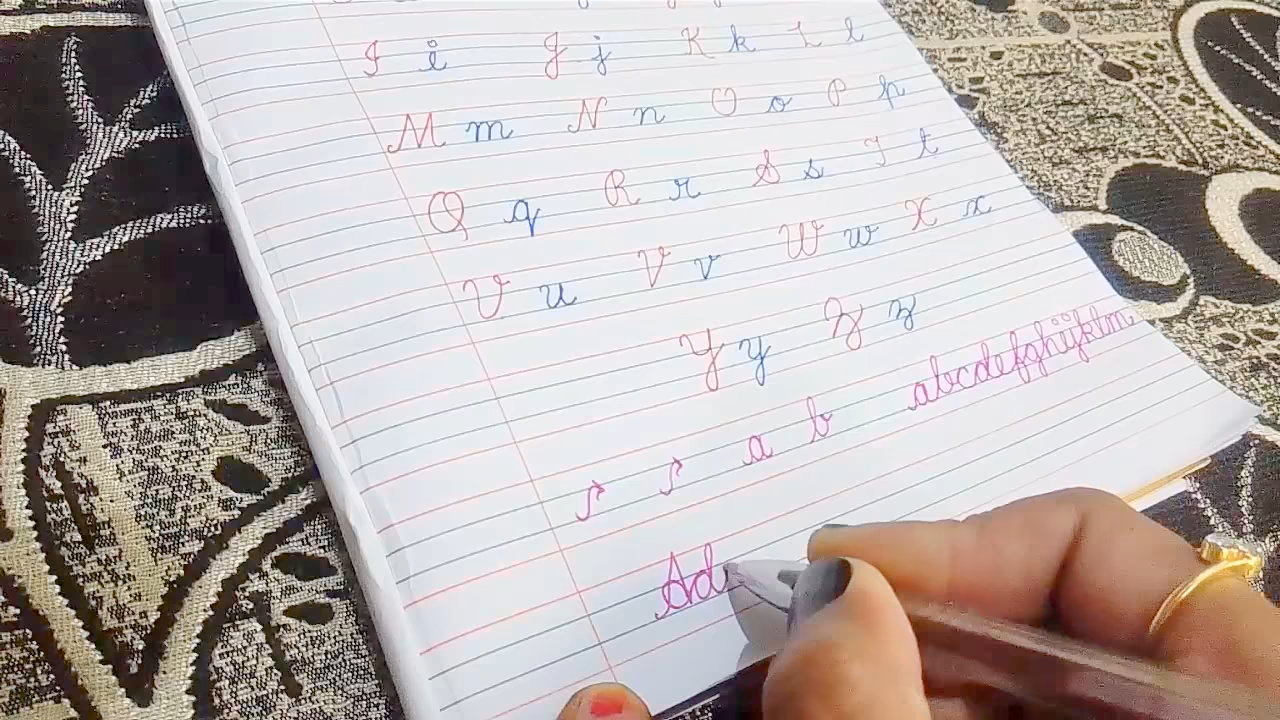 I i J j K k L l
M m N n O o P p
Q q R r S s T t
U u V v W w X x
Y y Z z
a b abcdefghijklm
Ad